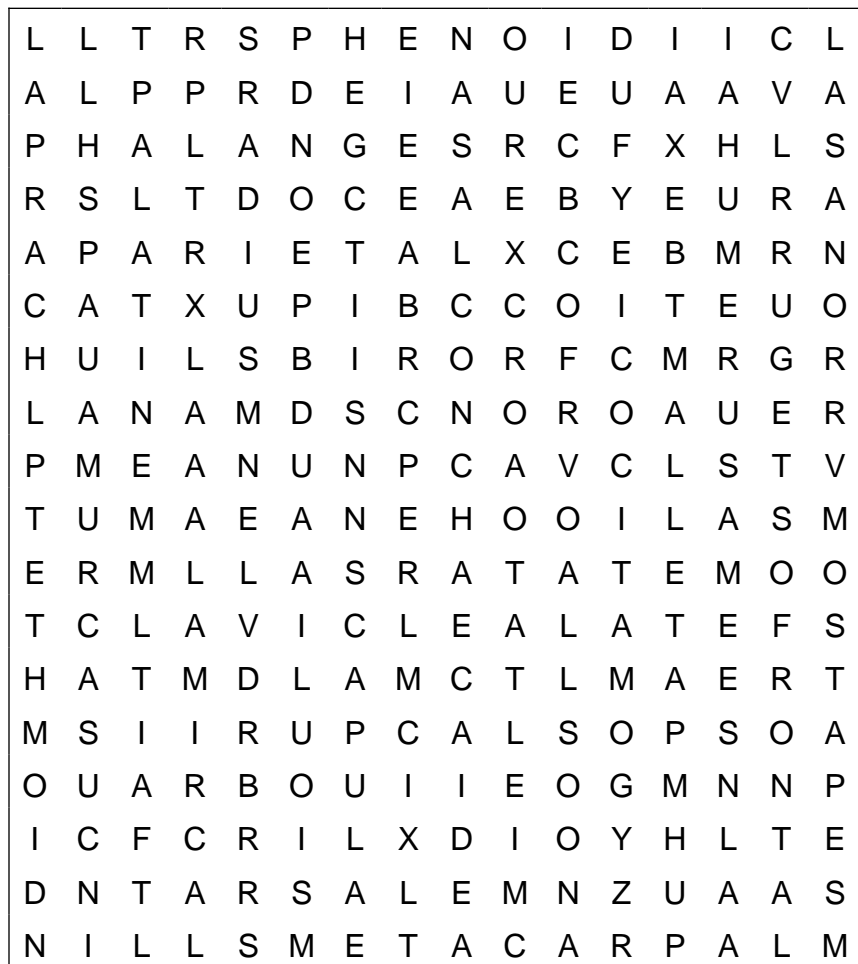 L L T R S P H E N O I D I I C L
A L P P R D E I A U E U A A V A
P H A L A N G E S R C F X H L S
R S L T D O C E A E B Y E U R A
A P A R I E T A L X C E B M R N
C A T X U P I B C C O I T E U O
H U I L S B I R O R F C M R G R
L A N A M D S C N O R O A U E R
P M E A N U N P C A V C L S T V
T U M A E A N E H O O I L A S M
E R M L L A S R A T A T E M O O
T C L A V I C L E A L A T E F S
H A T M D L A M C T L M A E R T
M S I I R U P C A L S O P S O A
O U A R B O U I I E O G M N N P
I C F C R I L X D I O Y H L T E
D N T A R S A L E M N Z U A A S
N I L L S M E T A C A R P A L M